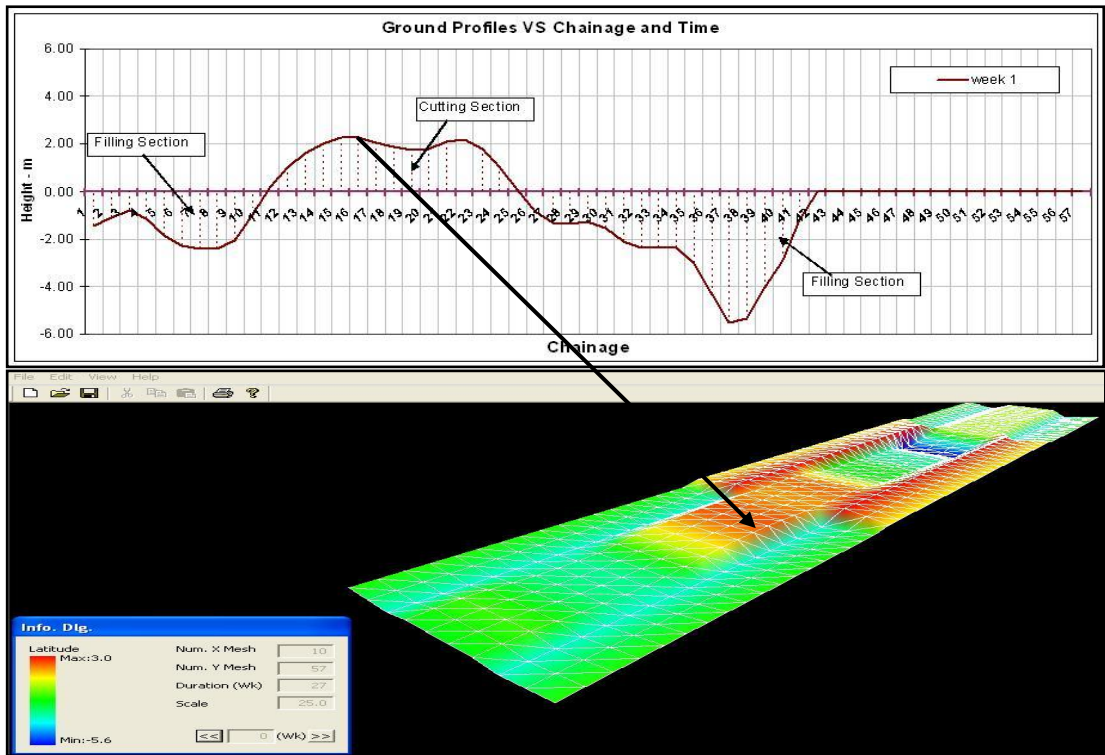 Ground Profiles VS Chainage and Time
6.00
4.00
2.00
0.00
-2.00
-4.00
-6.00
Height - m
week 1
Filling Section
Cutting Section
Filling Section
1 2 3 4 5 6 7 8 9 10 11 12 13 14 15 16 17 18 19 20 21 22 23 24 25 26 27 28 29 30 31 32 33 34 35 36 37 38 39 40 41 42 43 44 45 46 47 48 49 50 51 52 53 54 55 56 57
Chainage
File Edit View Help
Info. Dlg.
Latitude
Max:3.0
Min:-5.6
Num. X Mesh 10
Num. Y Mesh 57
Duration (Wk) 27
Scale 25.0
<< 0 (Wk) >>